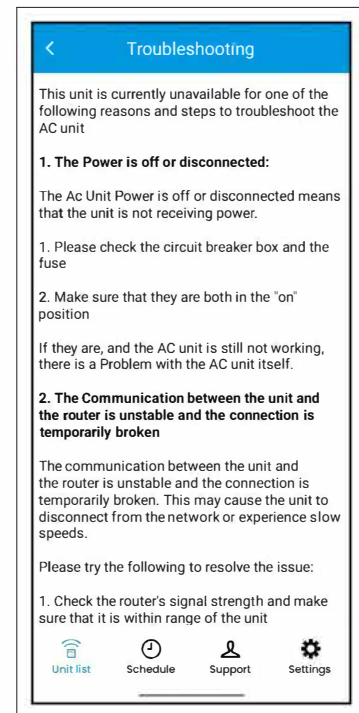 Troubleshooting
This unit is currently unavailable for one of the
following reasons and steps to troubleshoot the
AC unit
1. The Power is off or disconnected:
The Ac Unit Power is off or disconnected means
that the unit is not receiving power.
1. Please check the circuit breaker box and the
fuse
2. Make sure that they are both in the "on"
position
If they are, and the AC unit is still not working,
there is a Problem with the AC unit itself.
2. The Communication between the unit and
the router is unstable and the connection is
temporarily broken
The communication between the unit and
the router is unstable and the connection is
temporarily broken. This may cause the unit to
disconnect from the network or experience slow
speeds.
Please try the following to resolve the issue:
1. Check the router's signal strength and make
sure that it is within range of the unit
Unit list Schedule Support Settings